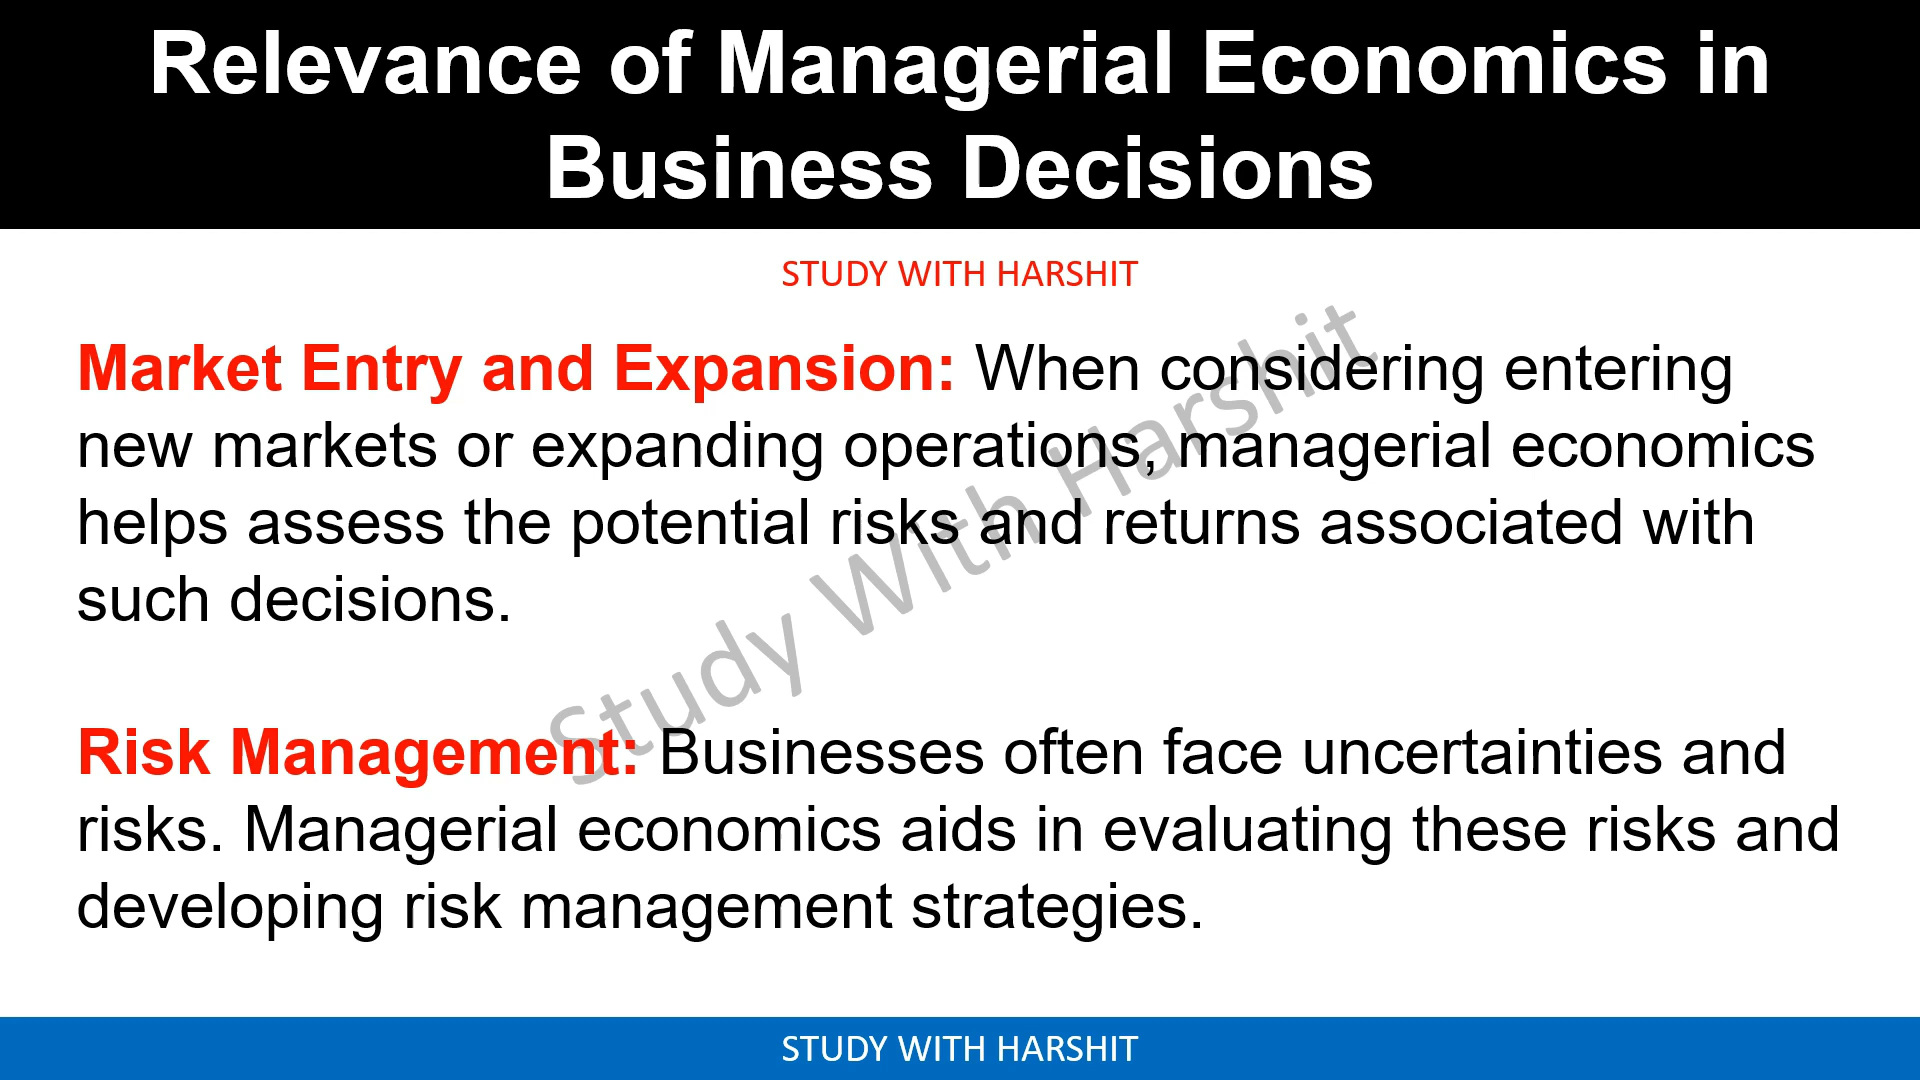 Relevance of Managerial Economics in
Business Decisions
STUDY WITH HARSHIT
Market Entry and Expansion: When considering entering
new markets or expanding operations, managerial economics
helps assess the potential risks and returns associated with
such decisions.
Study With Harshit
Risk Management: Businesses often face uncertainties and
risks. Managerial economics aids in evaluating these risks and
developing risk management strategies.
STUDY WITH HARSHIT